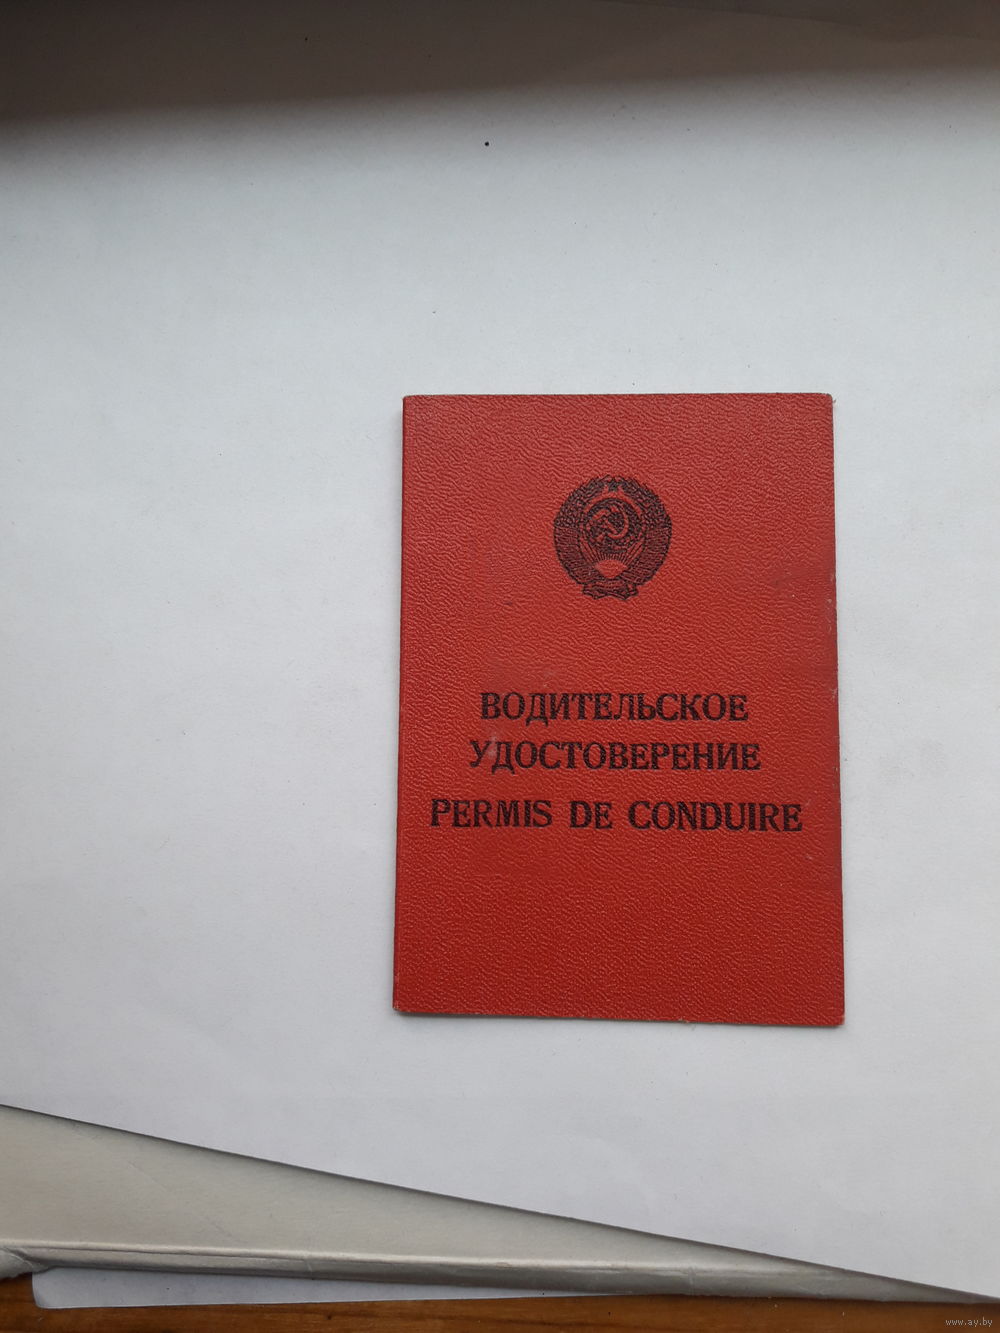 ВОДИТЕЛЬСКОЕ
УДОСТОВЕРЕНИЕ
PERMIS DE CONDUIRE
www.ay.by